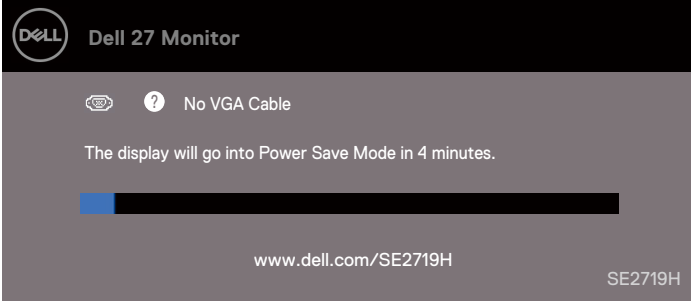 DELL
Dell 27 Monitor
? No VGA Cable
The display will go into Power Save Mode in 4 minutes.
www.dell.com/SE2719H
SE2719H